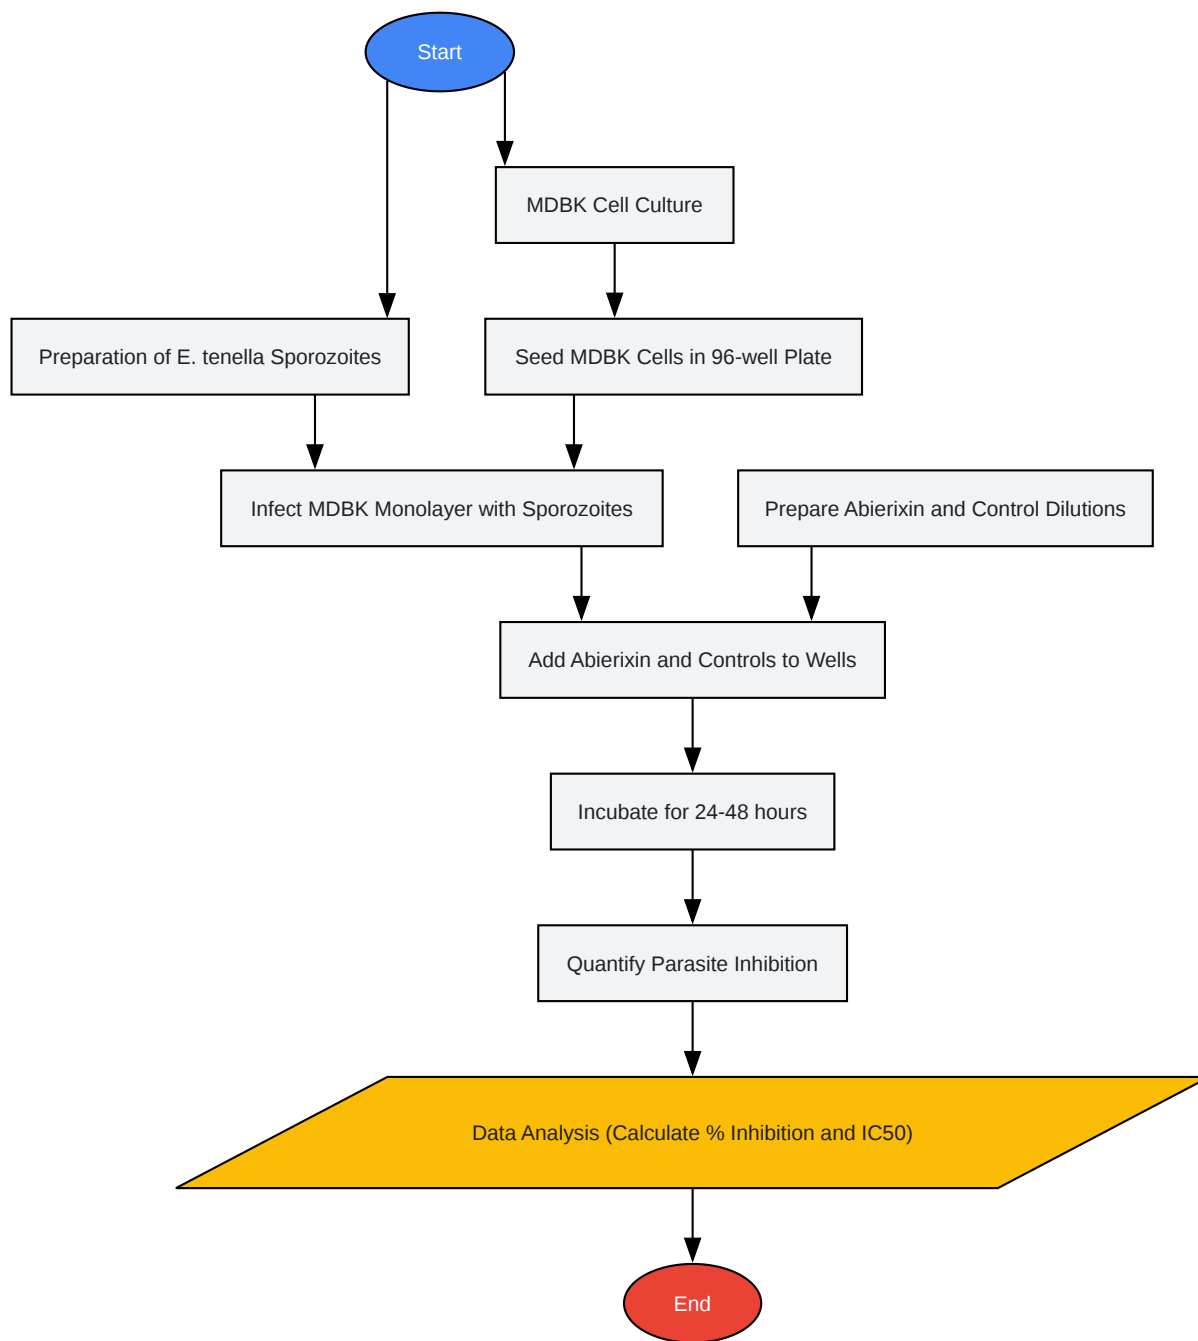 Start
MDBK Cell Culture
Preparation of E. tenella Sporozoites
Seed MDBK Cells in 96-well Plate
Infect MDBK Monolayer with Sporozoites
Prepare Abierixin and Control Dilutions
Add Abierixin and Controls to Wells
Incubate for 24-48 hours
Quantify Parasite Inhibition
Data Analysis (Calculate % Inhibition and IC50)
End